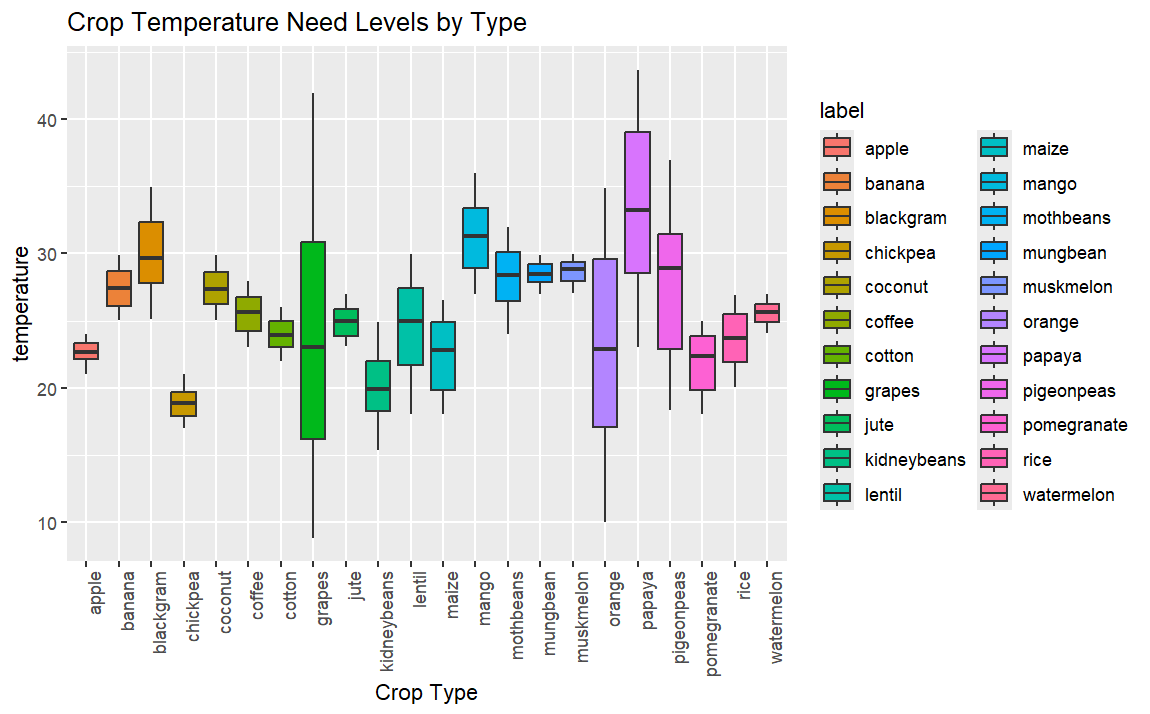 Crop Temperature Need Levels by Type
temperature
40
30
20
10
apple
banana
blackgram
chickpea
coconut
coffee
cotton
grapes
jute
kidneybeans
lentil
maize
mango
mothbeans
mungbean
muskmelon
orange
papaya
pigeonpeas
pomegranate
rice
watermelon
Crop Type
label
apple
banana
blackgram
chickpea
coconut
coffee
cotton
grapes
jute
kidneybeans
lentil
maize
mango
mothbeans
mungbean
muskmelon
orange
papaya
pigeonpeas
pomegranate
rice
watermelon